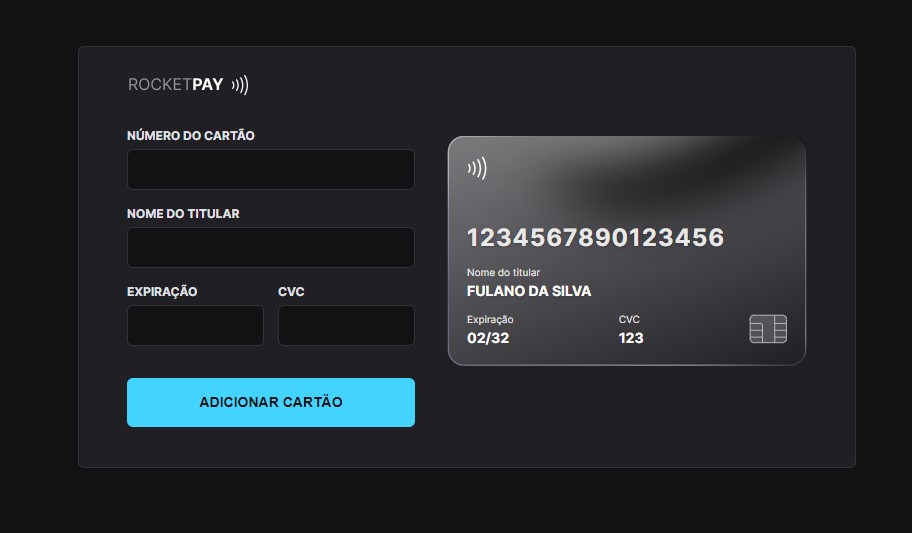 ROCKETPAY
NÚMERO DO CARTÃO
NOME DO TITULAR
EXPIRAÇÃO CVC
ADICIONAR CARTÃO
1234567890123456
Nome do titular
FULANO DA SILVA
Expiração CVC
02/32 123